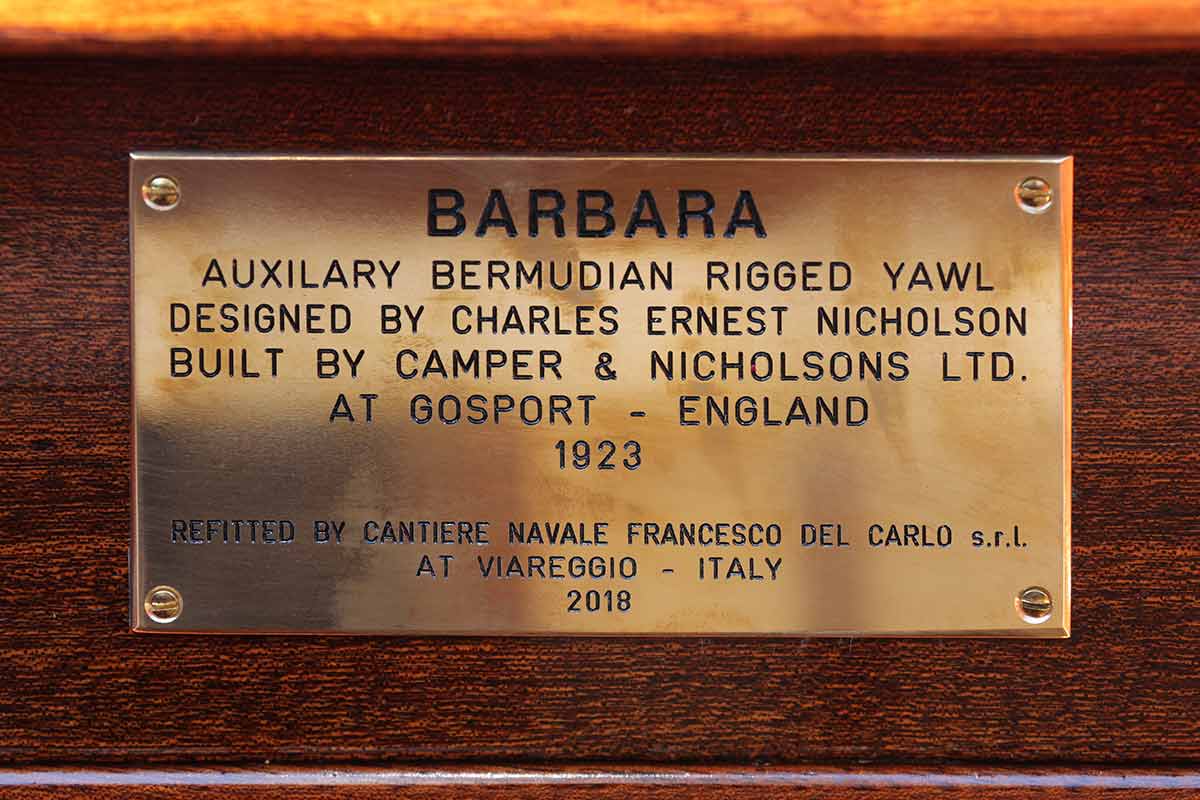 BARBARA
AUXILARY BERMUDIAN RIGGED YAWL
DESIGNED BY CHARLES ERNEST NICHOLSON
BUILT BY CAMPER & NICHOLSONS LTD.
AT GOSPORT - ENGLAND
1923
REFITTED BY CANTIERE NAVALE FRANCESCO DEL CARLO s.r.l.
AT VIAREGGIO - ITALY
2018